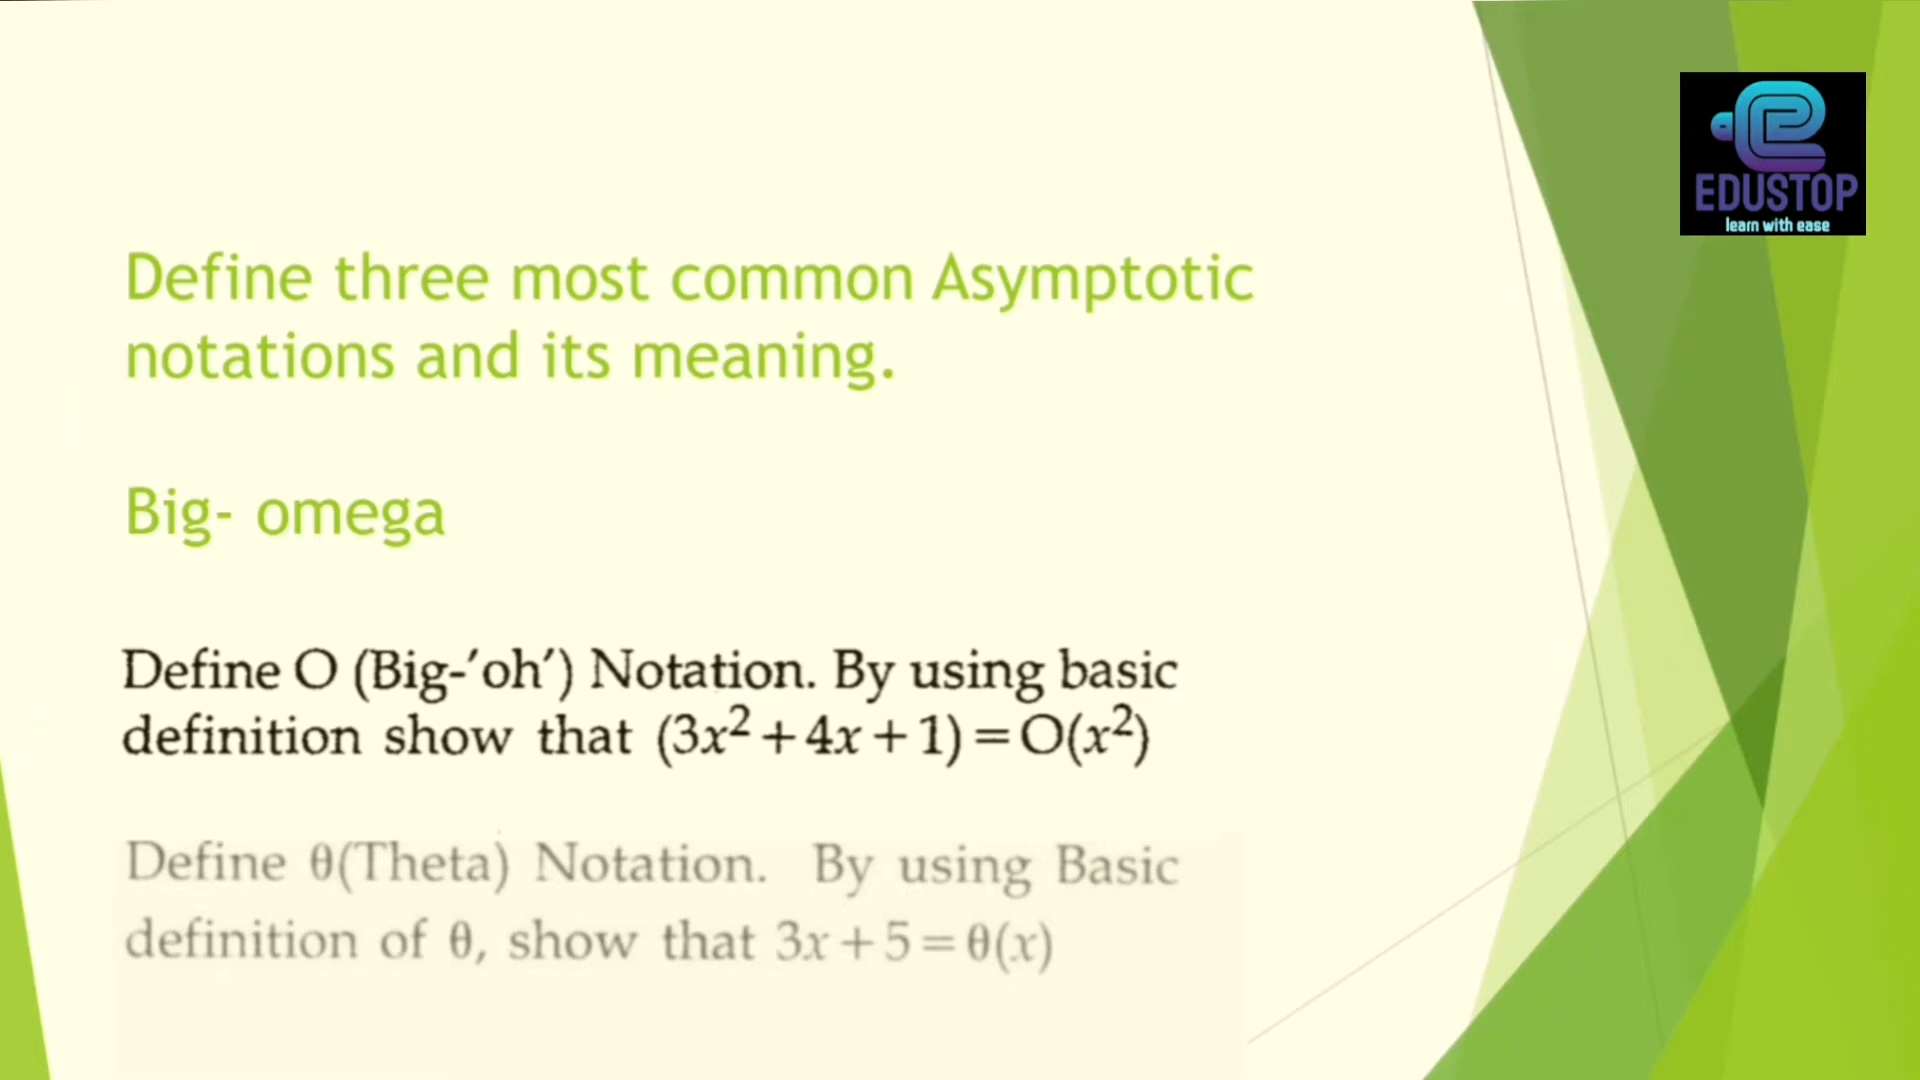 EDUSTOP
learn with ease
Define three most common Asymptotic
notations and its meaning.
Big- omega
Define O (Big-′oh′) Notation. By using basic
definition show that (3x² + 4x + 1) = O(x²)
Define θ(Theta) Notation. By using Basic
definition of θ, show that 3x + 5 = θ(x)